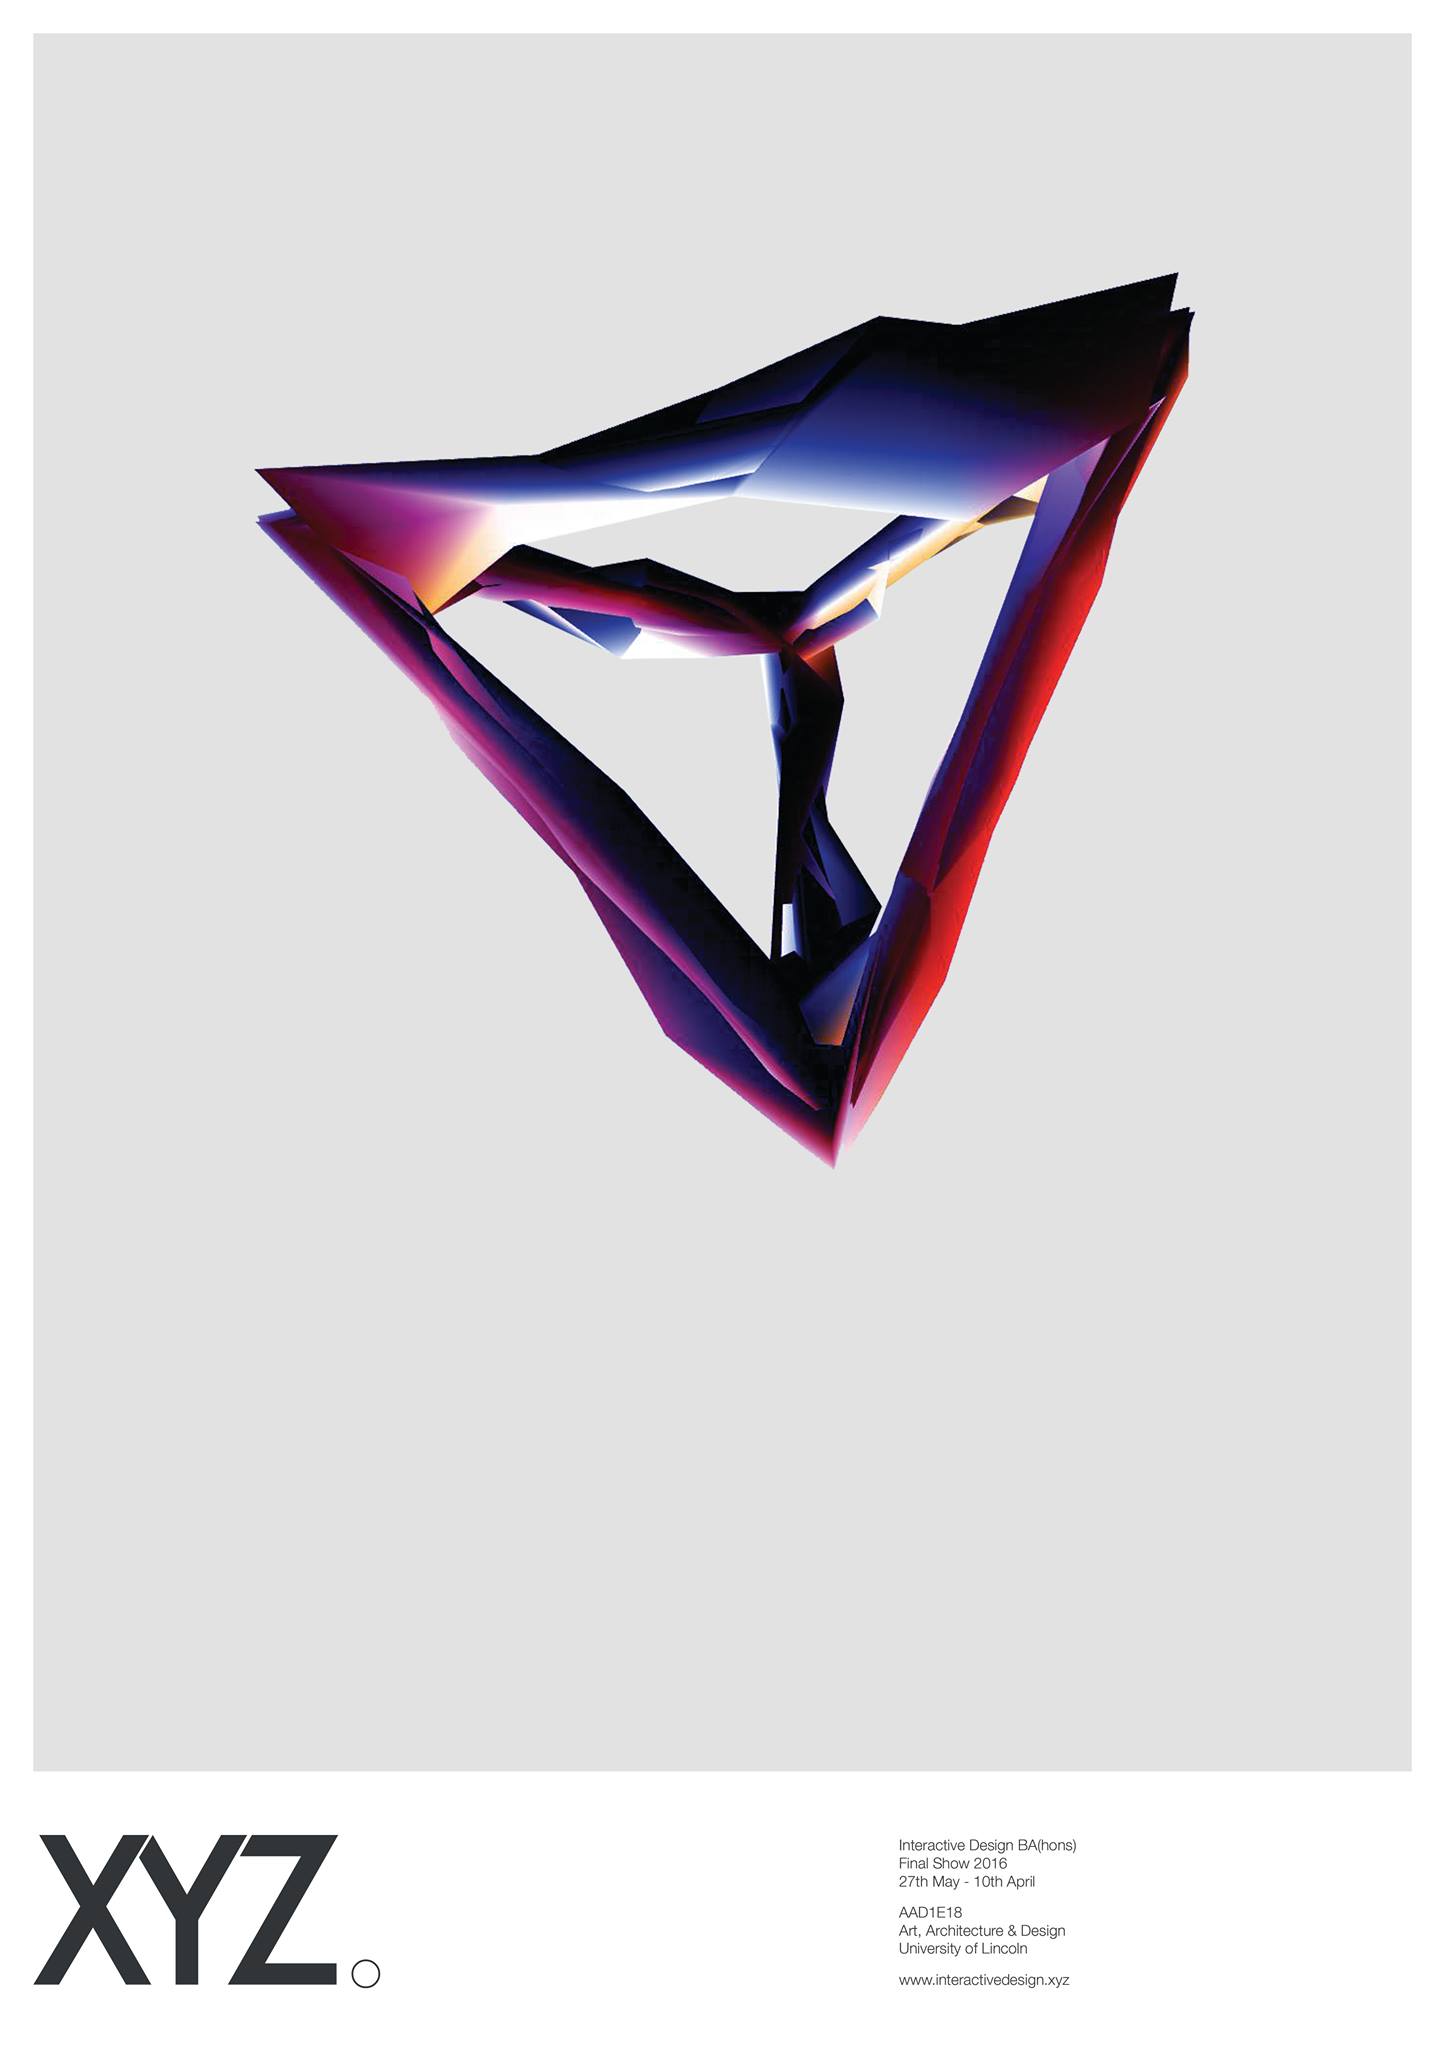 XYZ.
Interactive Design BA(hons)
Final Show 2016
27th May - 10th April
AAD1E18
Art, Architecture & Design
University of Lincoln
www.interactivedesign.xyz